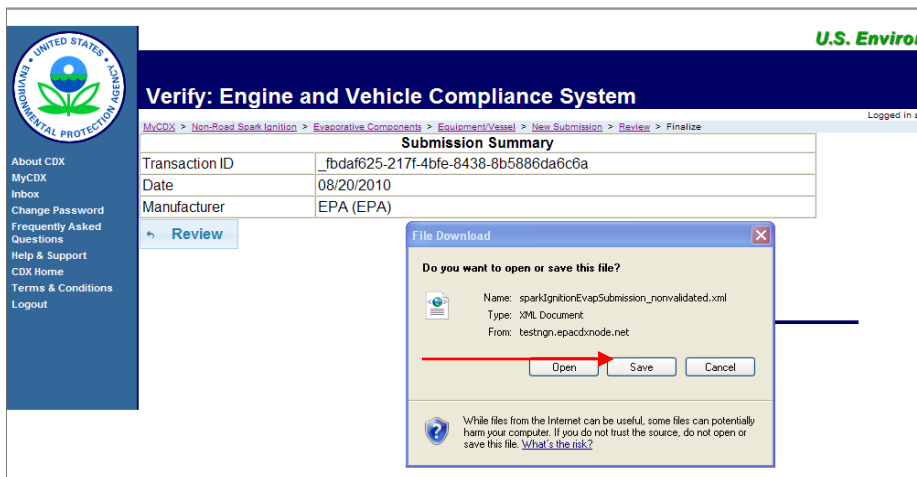 U.S. Enviro
UNITED STATES
ENVIRONMENTAL PROTECTION AGENCY
Verify: Engine and Vehicle Compliance System
Logged in a
MyCDX > Non-Road Spark Ignition > Evaporative Components > Equipment/Vessel > New Submission > Review > Finalize
About CDX
MyCDX
Inbox
Change Password
Frequently Asked
Questions
Help & Support
CDX Home
Terms & Conditions
Logout
Submission Summary
Transaction ID _fbdaf625-217f-4bfe-8438-8b5886da6c6a
Date 08/20/2010
Manufacturer EPA (EPA)
Review
File Download
Do you want to open or save this file?
Name: sparkIgnitionEvapSubmission_nonvalidated.xml
Type: XML Document
From: testngn.epacdxnode.net
Open Save Cancel
While files from the Internet can be useful, some files can potentially
harm your computer. If you do not trust the source, do not open or
save this file. What's the risk?